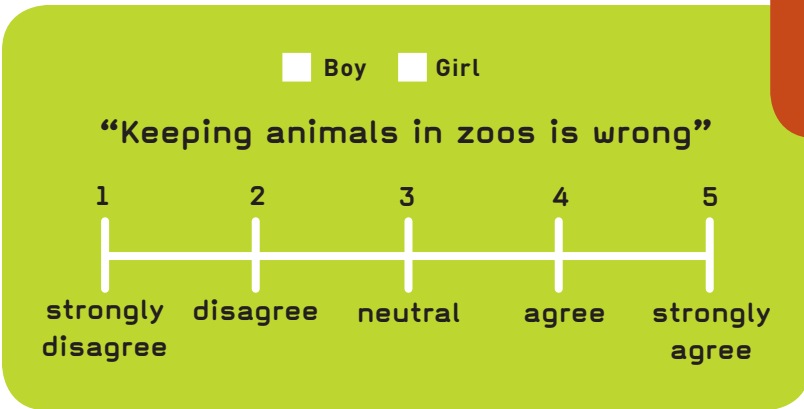 Boy Girl
“Keeping animals in zoos is wrong”
1 2 3 4 5
strongly disagree neutral agree strongly
disagree agree